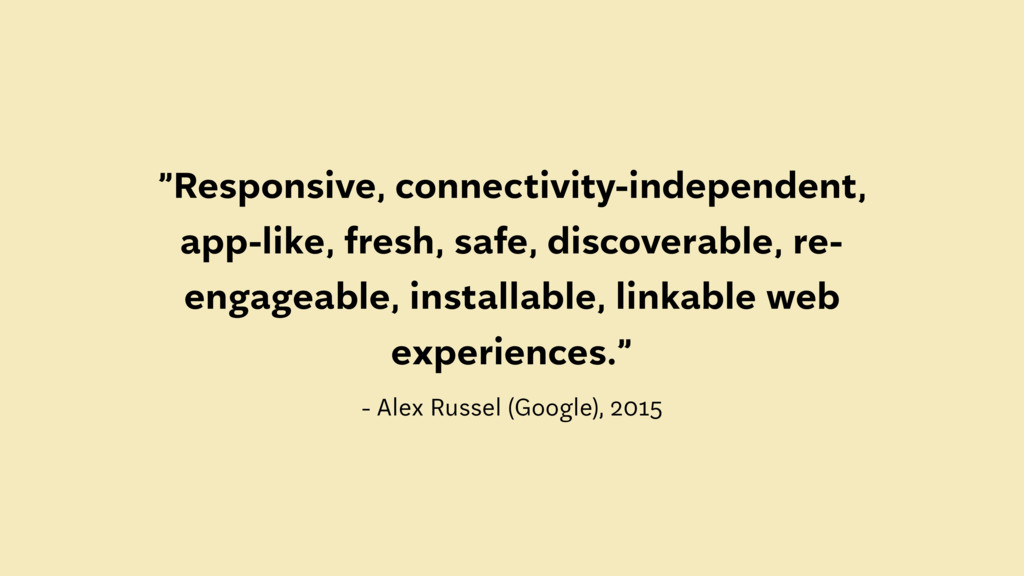 ”Responsive, connectivity-independent,
app-like, fresh, safe, discoverable, re-
engageable, installable, linkable web
experiences.”
- Alex Russel (Google), 2015